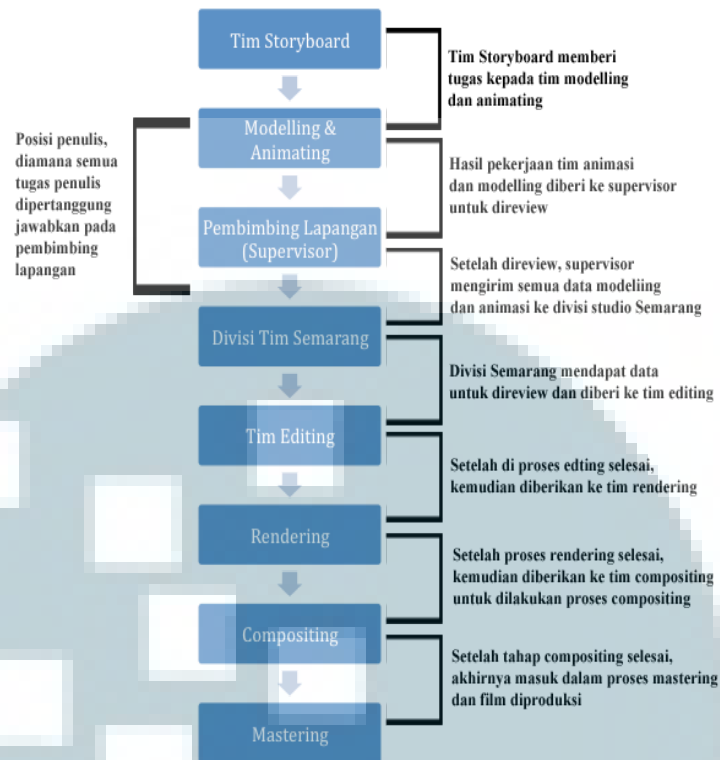 Tim Storyboard
Tim Storyboard memberi
tugas kepada tim modelling
dan animating
Modelling &
Animating
Posisi penulis,
diamana semua
tugas penulis
dipertanggung
jawabkan pada
pembimbing
lapangan
Hasil pekerjaan tim animasi
dan modelling diberi ke supervisor
untuk direview
Pembimbing Lapangan
(Supervisor)
Setelah direview, supervisor
mengirim semua data modeliing
dan animasi ke divisi studio Semarang
Divisi Tim Semarang
Divisi Semarang mendapat data
untuk direview dan diberi ke tim editing
Tim Editing
Setelah di proses edting selesai,
kemudian diberikan ke tim rendering
Rendering
Setelah proses rendering selesai,
kemudian diberikan ke tim compositing
untuk dilakukan proses compositing
Compositing
Setelah tahap compositing selesai,
akhirnya masuk dalam proses mastering
dan film diproduksi
Mastering